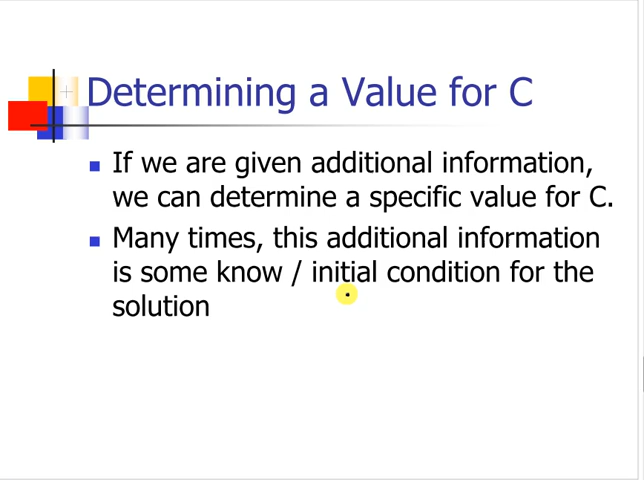 Determining a Value for C
If we are given additional information,
we can determine a specific value for C.
Many times, this additional information
is some know / initial condition for the
solution